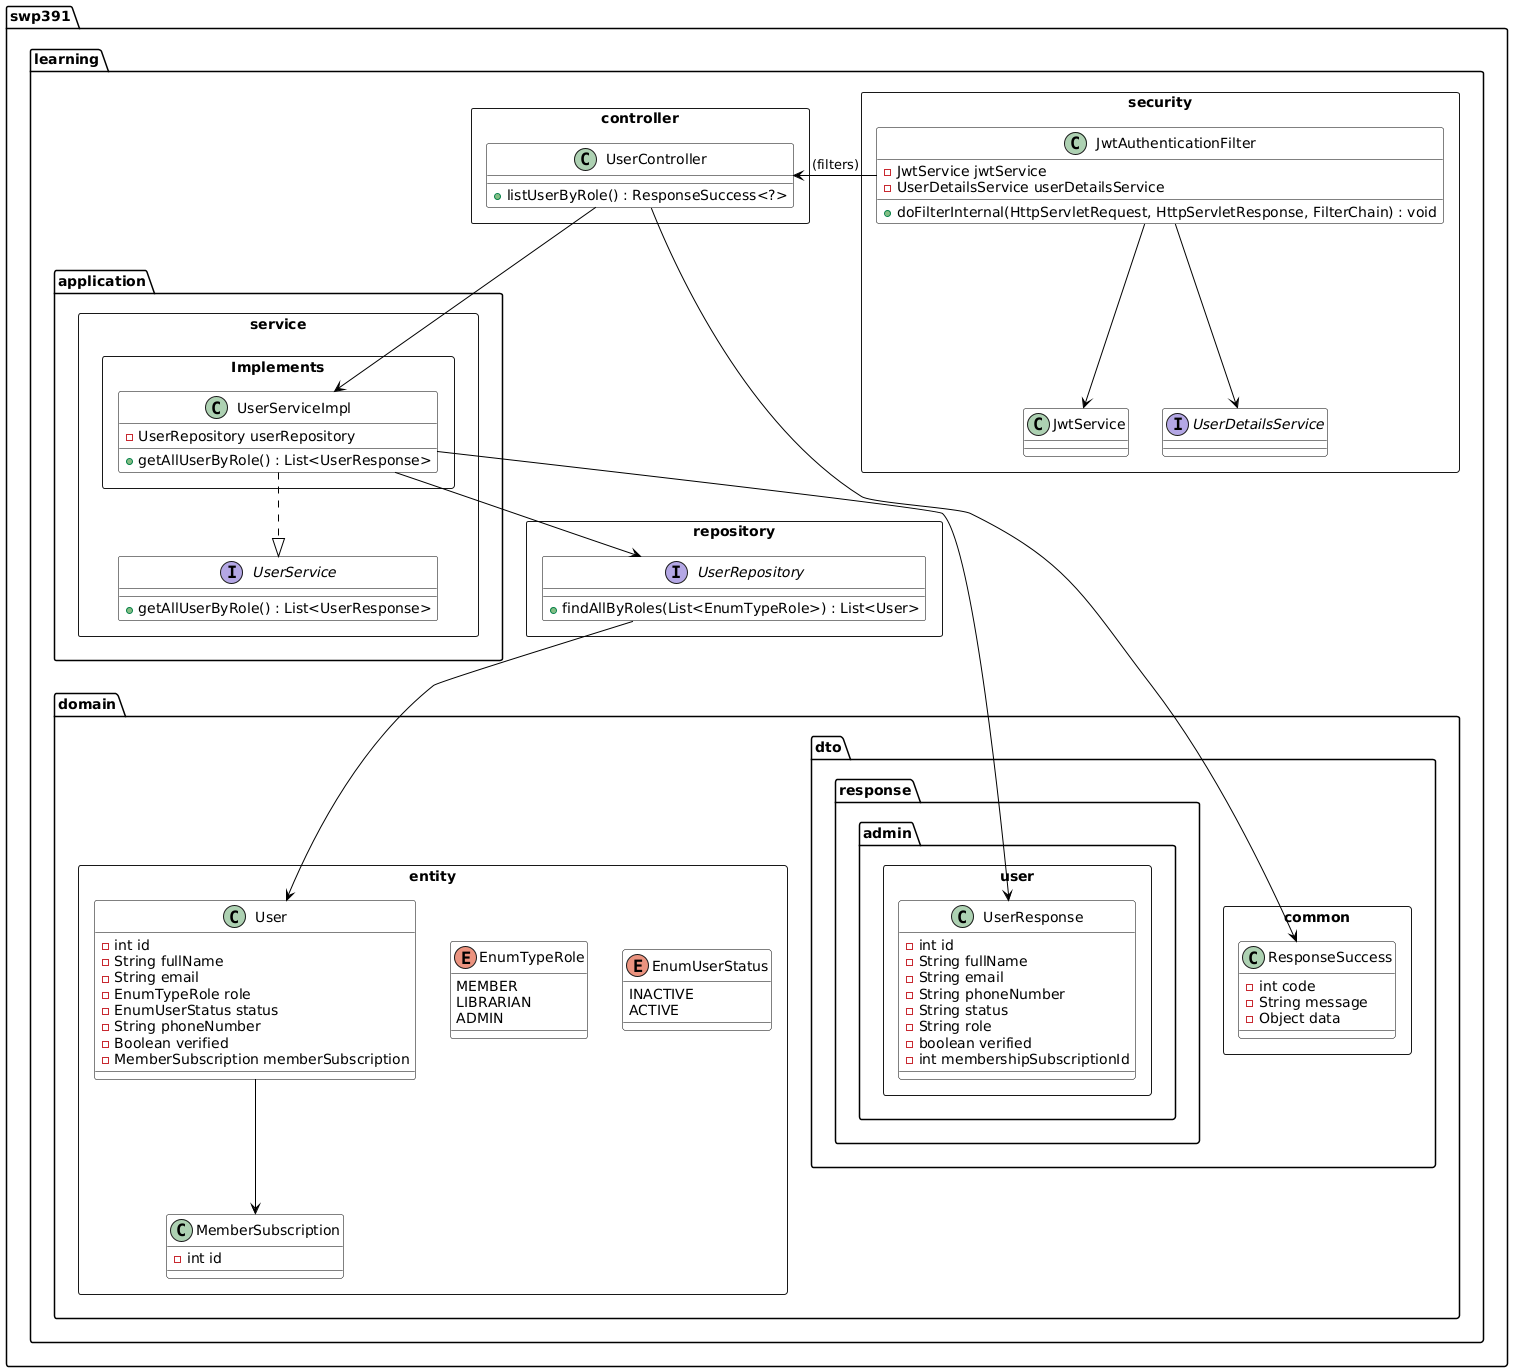 swp391
learning
controller
C UserController
listUserByRole() : ResponseSuccess<?>
(filters)
security
C JwtAuthenticationFilter
JwtService jwtService
UserDetailsService userDetailsService
doFilterInternal(HttpServletRequest, HttpServletResponse, FilterChain) : void
C JwtService
I UserDetailsService
application
service
Implements
C UserServiceImpl
UserRepository userRepository
getAllUserByRole() : List<UserResponse>
I UserService
getAllUserByRole() : List<UserResponse>
repository
I UserRepository
findAllByRoles(List<EnumTypeRole>) : List<User>
domain
entity
C User
int id
String fullName
String email
EnumTypeRole role
EnumUserStatus status
String phoneNumber
Boolean verified
MemberSubscription memberSubscription
E EnumTypeRole
MEMBER
LIBRARIAN
ADMIN
E EnumUserStatus
INACTIVE
ACTIVE
C MemberSubscription
int id
dto
response
admin
user
C UserResponse
int id
String fullName
String email
String phoneNumber
String status
String role
boolean verified
int membershipSubscriptionId
common
C ResponseSuccess
int code
String message
Object data